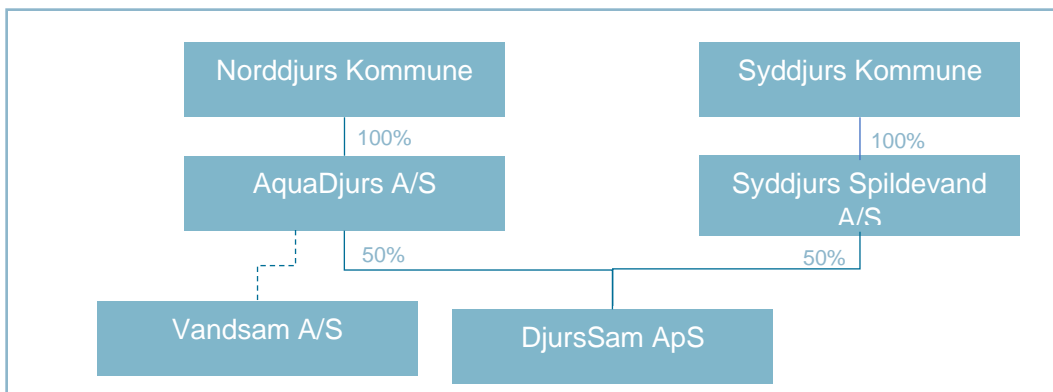 Norddjurs Kommune
Syddjurs Kommune
100%
100%
AquaDjurs A/S
Syddjurs Spildevand
A/S
50%
50%
Vandsam A/S
DjursSam ApS